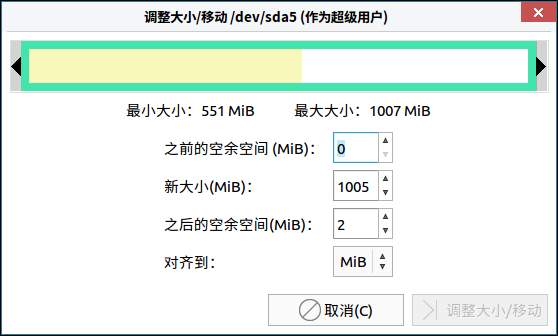 调整大小/移动 /dev/sda5 (作为超级用户)
最小大小：551 MiB 最大大小：1007 MiB
之前的空余空间 (MiB)： 0
新大小(MiB)： 1005
之后的空余空间(MiB)： 2
对齐到： MiB
取消(C) 调整大小/移动